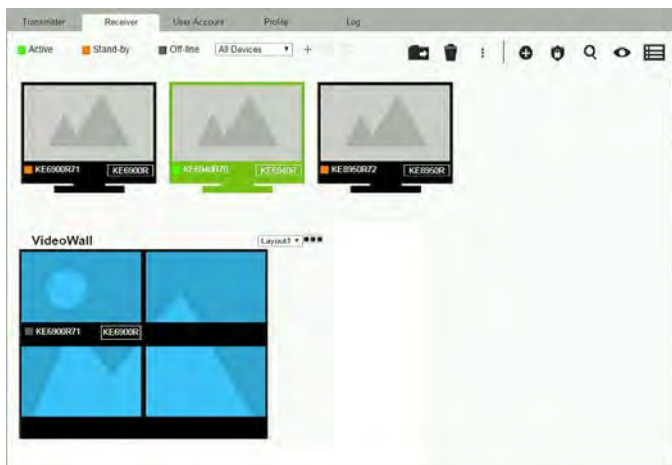 Transmitter Receiver User Account Profile Log
Active Stand-by Off-line All Devices
KE6900R71 KE6900R KE6940R70 KE6940R KE8950R72 KE8950R
VideoWall Layout1
KE6900R71 KE6900R